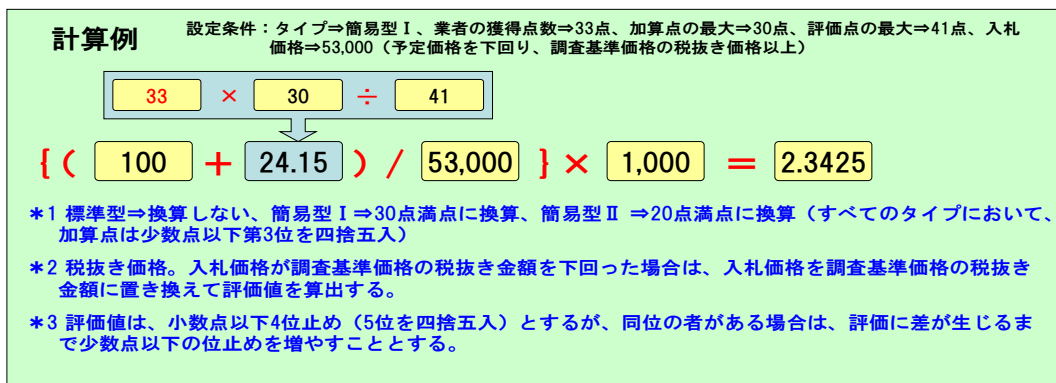 計算例
設定条件：タイプ⇒簡易型Ⅰ、業者の獲得点数⇒33点、加算点の最大⇒30点、評価点の最大⇒41点、入札
価格⇒53,000（予定価格を下回り、調査基準価格の税抜き価格以上）
33 × 30 ÷ 41
{( 100 + 24.15 ) / 53,000 } × 1,000 = 2.3425
＊1 標準型⇒換算しない、簡易型Ⅰ⇒30点満点に換算、簡易型Ⅱ ⇒20点満点に換算（すべてのタイプにおいて、
加算点は少数点以下第3位を四捨五入）
＊2 税抜き価格。入札価格が調査基準価格の税抜き金額を下回った場合は、入札価格を調査基準価格の税抜き
金額に置き換えて評価値を算出する。
＊3 評価値は、小数点以下4位止め（5位を四捨五入）とするが、同位の者がある場合は、評価に差が生じるま
で少数点以下の位止めを増やすこととする。